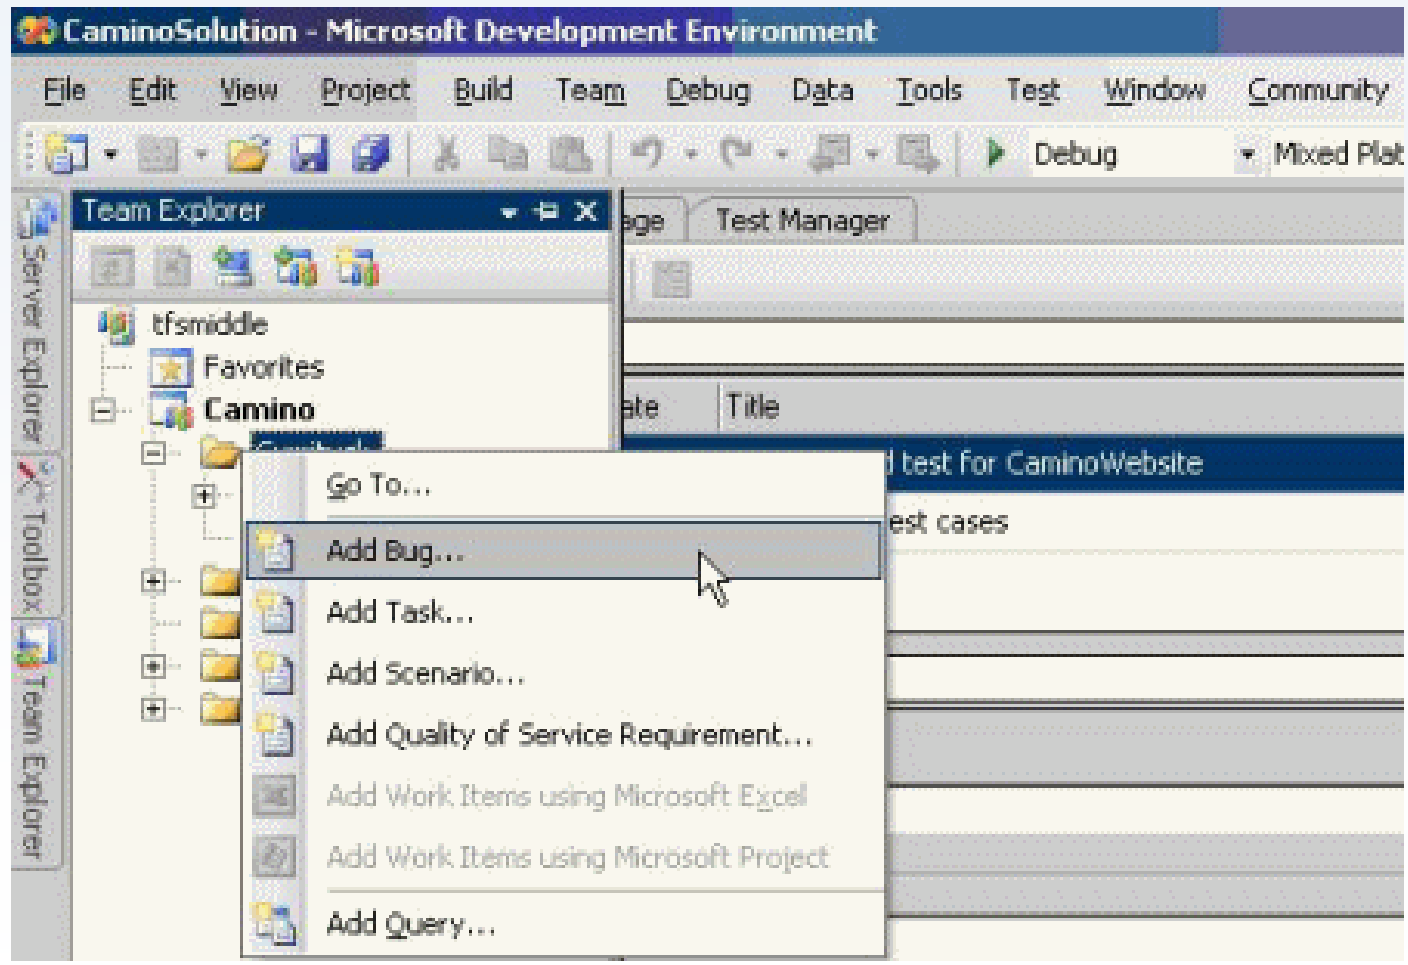 CaminoSolution - Microsoft Development Environment
File Edit View Project Build Team Debug Data Tools Test Window Community
Debug Mixed Plat
Team Explorer
age Test Manager
Server Explorer
Toolbox
Team Explorer
tfsmiddle
Favorites
Camino
ate Title
d test for CaminoWebsite
est cases
Go To...
Add Bug...
Add Task...
Add Scenario...
Add Quality of Service Requirement...
Add Work Items using Microsoft Excel
Add Work Items using Microsoft Project
Add Query...